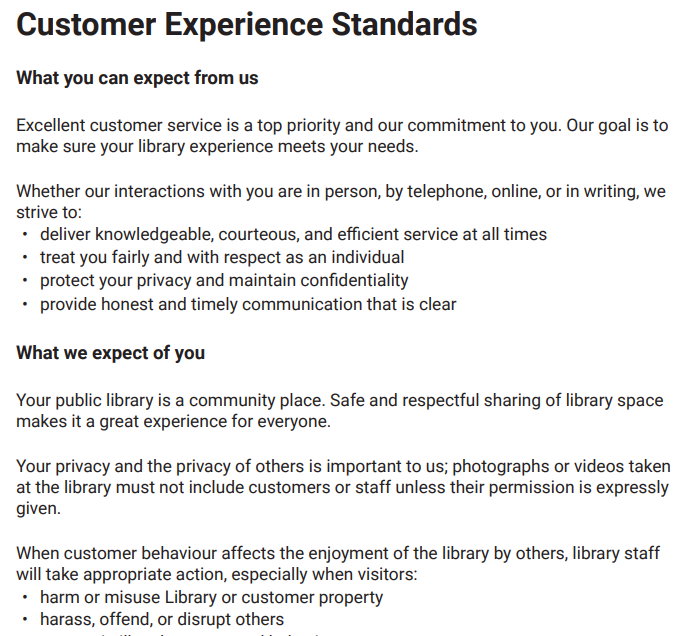 Customer Experience Standards
What you can expect from us
Excellent customer service is a top priority and our commitment to you. Our goal is to
make sure your library experience meets your needs.
Whether our interactions with you are in person, by telephone, online, or in writing, we
strive to:
• deliver knowledgeable, courteous, and efficient service at all times
• treat you fairly and with respect as an individual
• protect your privacy and maintain confidentiality
• provide honest and timely communication that is clear
What we expect of you
Your public library is a community place. Safe and respectful sharing of library space
makes it a great experience for everyone.
Your privacy and the privacy of others is important to us; photographs or videos taken
at the library must not include customers or staff unless their permission is expressly
given.
When customer behaviour affects the enjoyment of the library by others, library staff
will take appropriate action, especially when visitors:
• harm or misuse Library or customer property
• harass, offend, or disrupt others